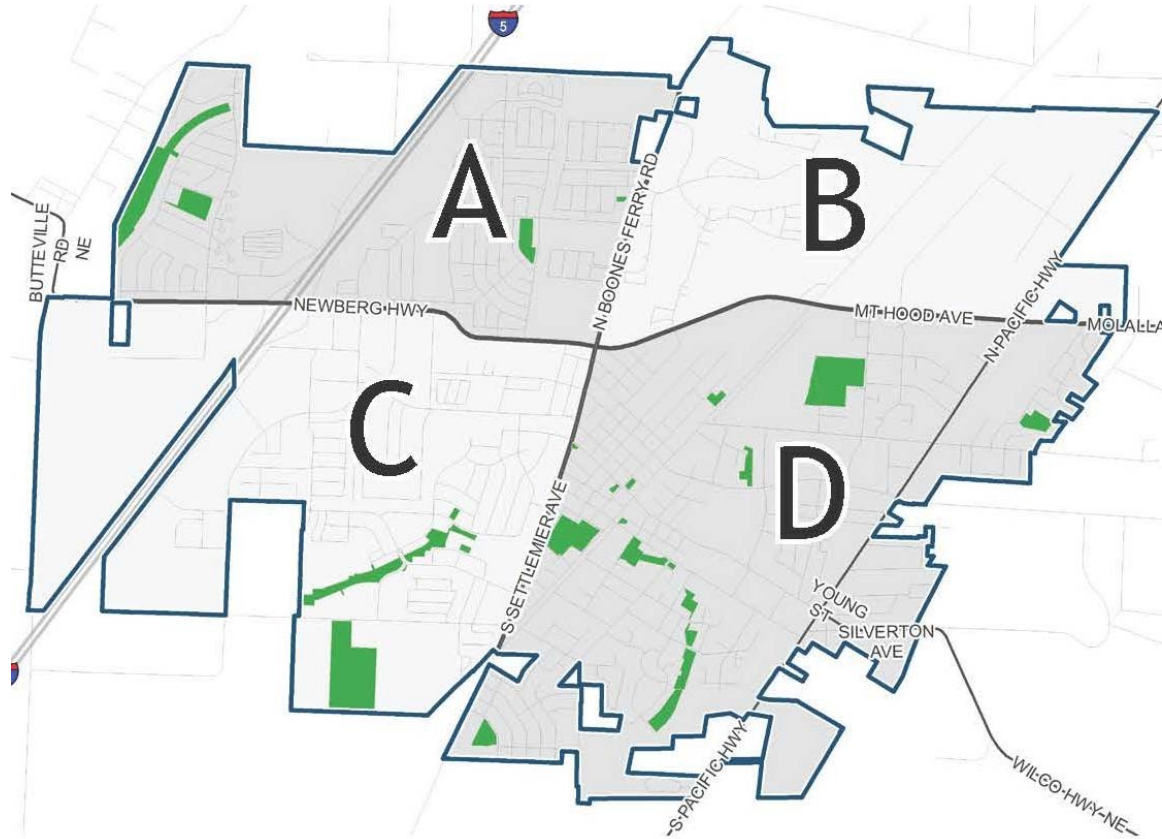 5
A
B
N BOONES FERRY RD
BUTTEVILLE
RD
NE
N PACIFIC HWY
NEWBERG HWY
MT HOOD AVE
MOLALLA
C
D
S SETTLEMIER AVE
YOUNG
ST
SILVERTON
AVE
S PACIFIC HWY
WILCO HWY NE